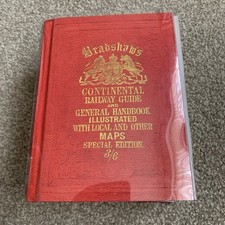 Bradshaw's
CONTINENTAL
RAILWAY GUIDE
AND
GENERAL HANDBOOK.
ILLUSTRATED
WITH LOCAL AND OTHER
MAPS
SPECIAL EDITION.
3/6